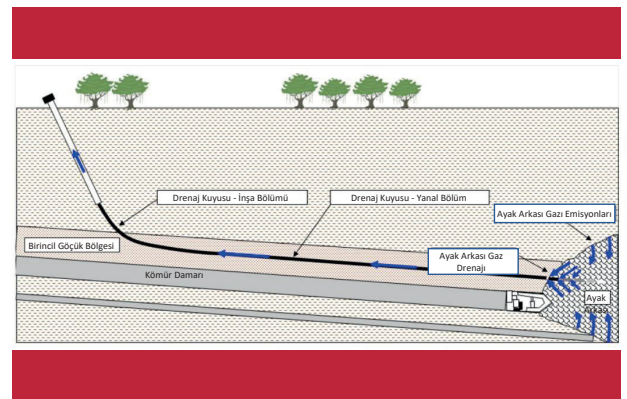 Drenaj Kuyusu - İnşa Bölümü
Drenaj Kuyusu - Yanal Bölüm
Ayak Arkası Gazı Emisyonları
Birincil Göçük Bölgesi
Ayak Arkası Gaz
Drenajı
Kömür Damarı
Ayak
Arkası